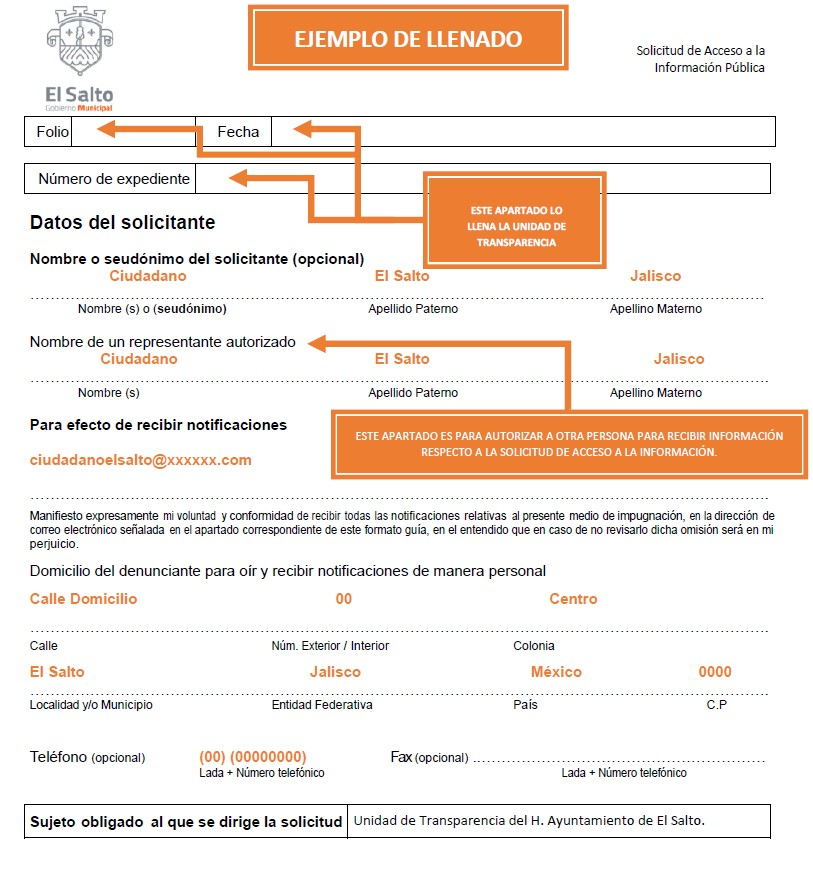 EJEMPLO DE LLENADO
Solicitud de Acceso a la
Información Pública
El Salto
Gobierno Municipal
Folio Fecha
Número de expediente
ESTE APARTADO LO
LLENA LA UNIDAD DE
TRANSPARENCIA
Datos del solicitante
Nombre o seudónimo del solicitante (opcional)
Ciudadano El Salto Jalisco
Nombre (s) o (seudónimo) Apellido Paterno Apellino Materno
Nombre de un representante autorizado
Ciudadano El Salto Jalisco
Nombre (s) Apellido Paterno Apellino Materno
Para efecto de recibir notificaciones
ESTE APARTADO ES PARA AUTORIZAR A OTRA PERSONA PARA RECIBIR INFORMACIÓN
RESPECTO A LA SOLICITUD DE ACCESO A LA INFORMACIÓN.
ciudadanoelsalto@xxxxxx.com
Manifiesto expresamente mi voluntad y conformidad de recibir todas las notificaciones relativas al presente medio de impugnación, en la dirección de
correo electrónico señalada en el apartado correspondiente de este formato guía, en el entendido que en caso de no revisarlo dicha omisión será en mi
perjuicio.
Domicilio del denunciante para oír y recibir notificaciones de manera personal
Calle Domicilio 00 Centro
Calle Núm. Exterior / Interior Colonia
El Salto Jalisco México 0000
Localidad y/o Municipio Entidad Federativa País C.P
Teléfono (opcional) (00) (00000000) Fax (opcional)
Lada + Número telefónico Lada + Número telefónico
Sujeto obligado al que se dirige la solicitud Unidad de Transparencia del H. Ayuntamiento de El Salto.